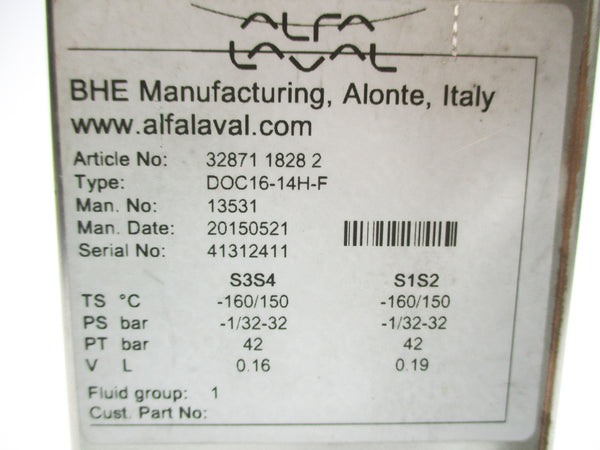 ALFA
LAVAL
BHE Manufacturing, Alonte, Italy
www.alfalaval.com
Article No: 32871 1828 2
Type: DOC16-14H-F
Man. No: 13531
Man. Date: 20150521
Serial No: 41312411
S3S4 S1S2
TS °C -160/150 -160/150
PS bar -1/32-32 -1/32-32
PT bar 42 42
V L 0.16 0.19
Fluid group: 1
Cust. Part No: